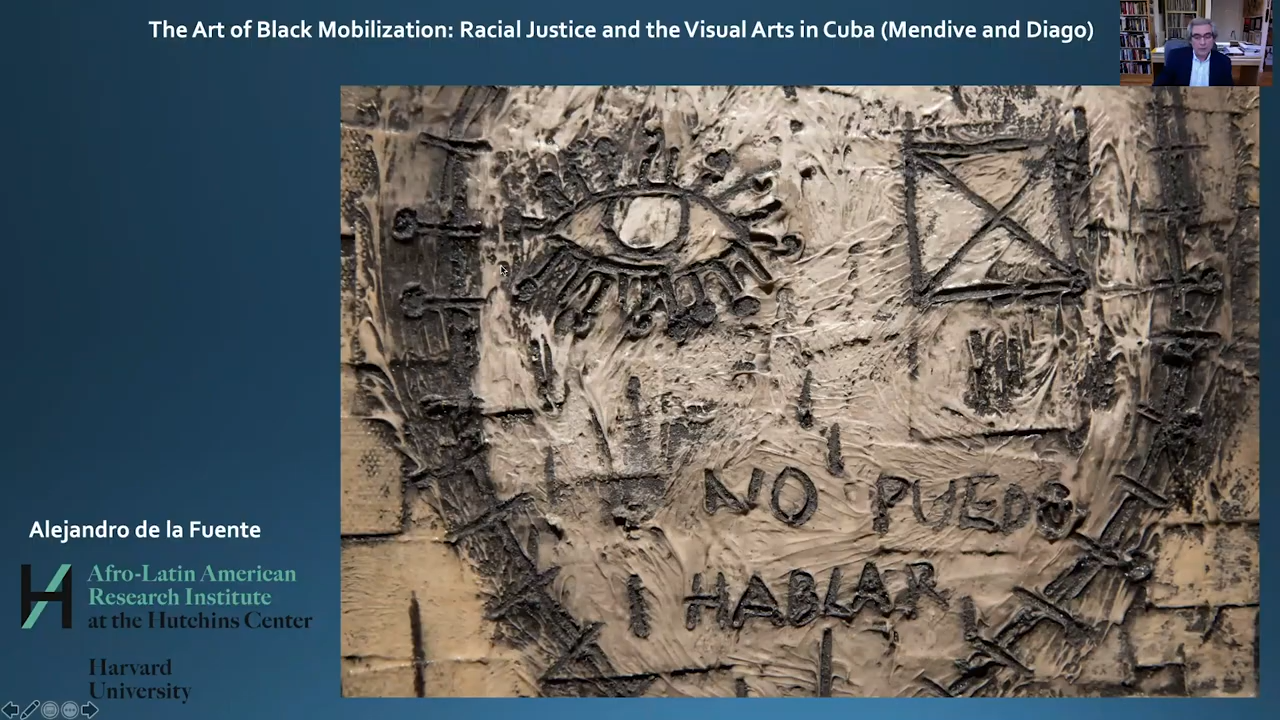 The Art of Black Mobilization: Racial Justice and the Visual Arts in Cuba (Mendive and Diago)
NO PUEDO
HABLAR
Alejandro de la Fuente
Afro-Latin American
Research Institute
at the Hutchins Center
Harvard
University